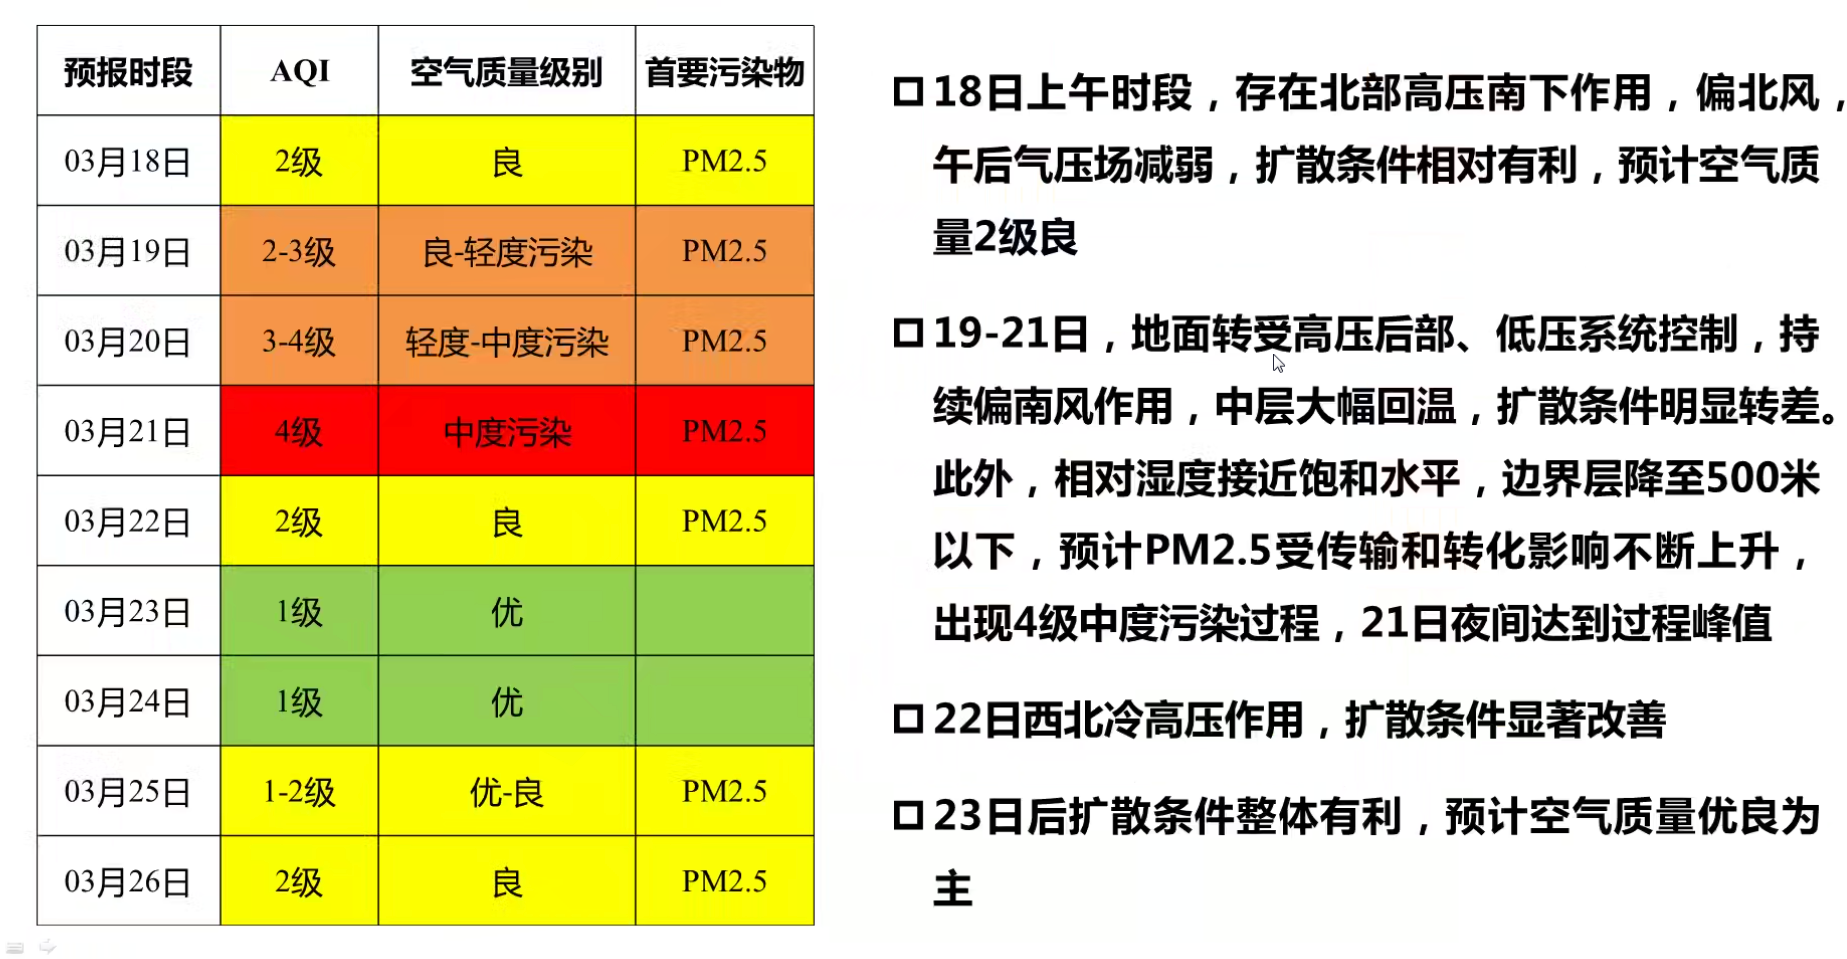 预报时段 AQI 空气质量级别 首要污染物
03月18日 2级 良 PM2.5
03月19日 2-3级 良-轻度污染 PM2.5
03月20日 3-4级 轻度-中度污染 PM2.5
03月21日 4级 中度污染 PM2.5
03月22日 2级 良 PM2.5
03月23日 1级 优
03月24日 1级 优
03月25日 1-2级 优-良 PM2.5
03月26日 2级 良 PM2.5
18日上午时段，存在北部高压南下作用，偏北风，
午后气压场减弱，扩散条件相对有利，预计空气质
量2级良
19-21日，地面转受高压后部、低压系统控制，持
续偏南风作用，中层大幅回温，扩散条件明显转差。
此外，相对湿度接近饱和水平，边界层降至500米
以下，预计PM2.5受传输和转化影响不断上升，
出现4级中度污染过程，21日夜间达到过程峰值
22日西北冷高压作用，扩散条件显著改善
23日后扩散条件整体有利，预计空气质量优良为
主